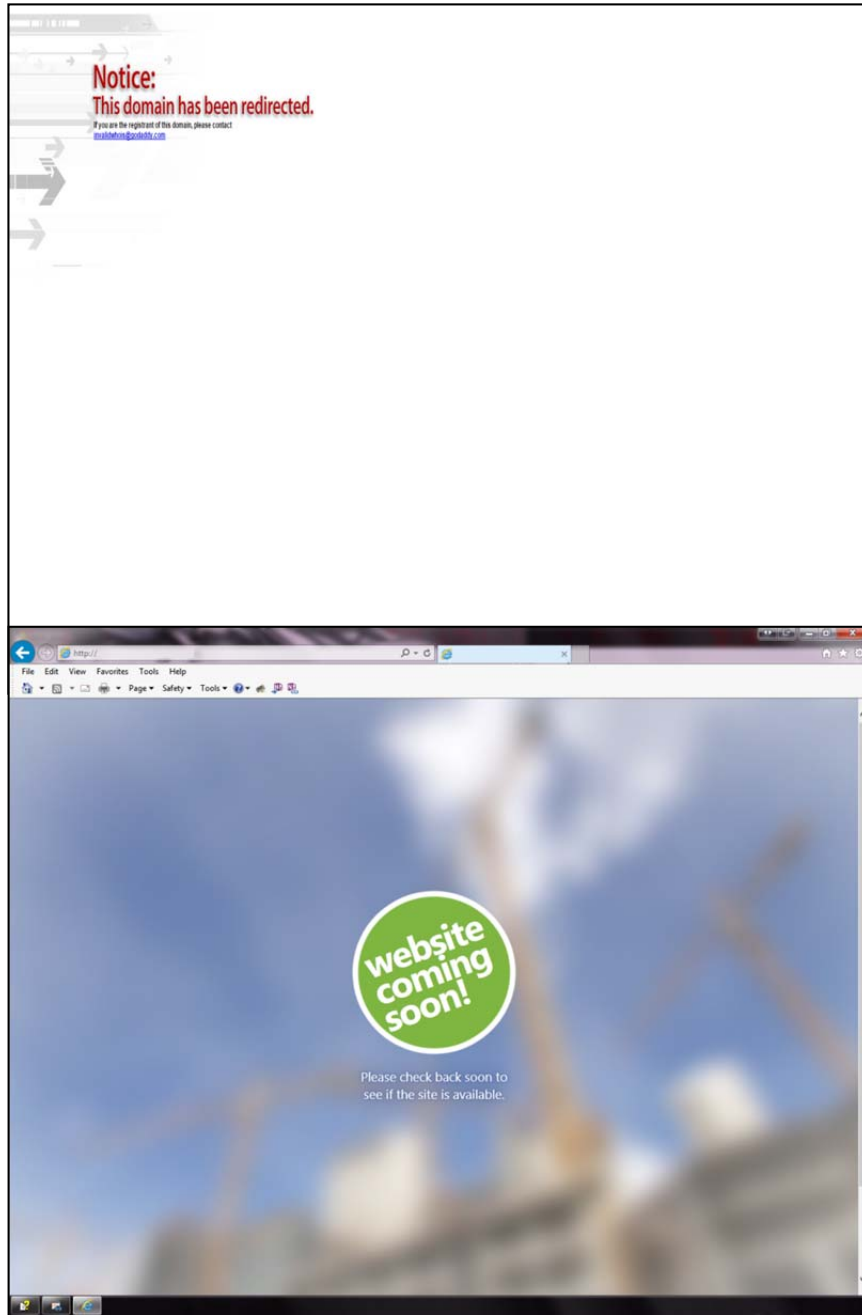 Notice:
This domain has been redirected.
If you are the registrant of this domain, please contact
invalidwhois@godaddy.com
http://
File Edit View Favorites Tools Help
Page Safety Tools
website
coming
soon!
Please check back soon to
see if the site is available.